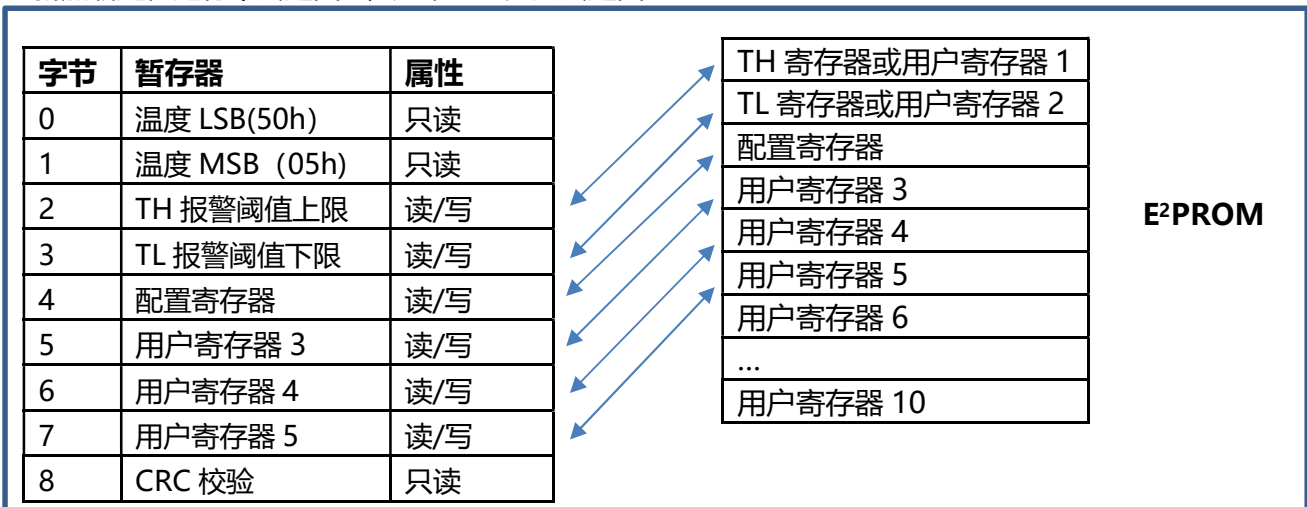 字节 暂存器 属性
0 温度 LSB(50h) 只读
1 温度 MSB（05h) 只读
2 TH 报警阈值上限 读/写
3 TL 报警阈值下限 读/写
4 配置寄存器 读/写
5 用户寄存器 3 读/写
6 用户寄存器 4 读/写
7 用户寄存器 5 读/写
8 CRC 校验 只读
TH 寄存器或用户寄存器 1
TL 寄存器或用户寄存器 2
配置寄存器
用户寄存器 3
用户寄存器 4
用户寄存器 5
用户寄存器 6
...
用户寄存器 10
E²PROM